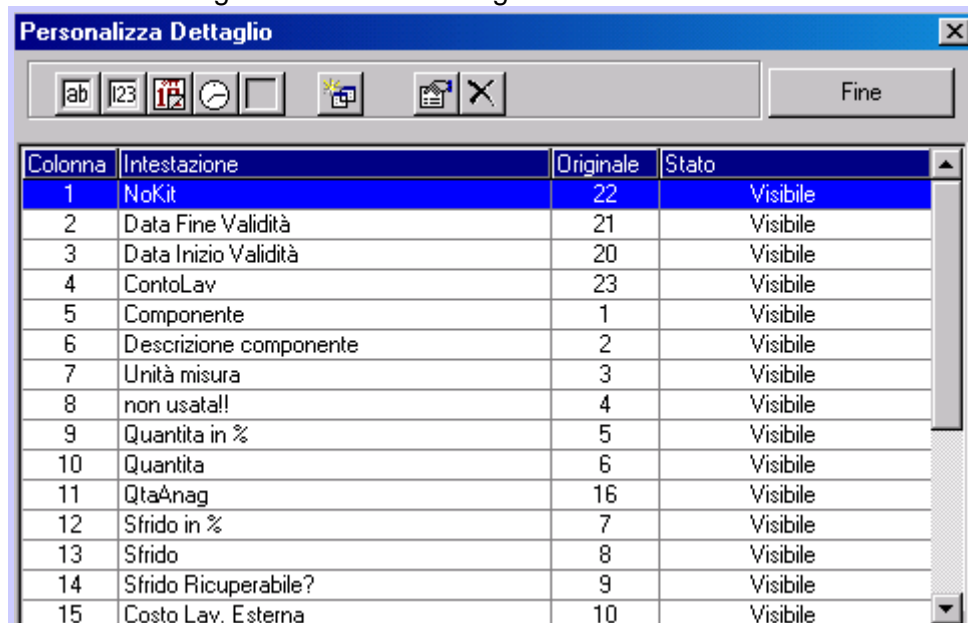 Personalizza Dettaglio
ab 123 12 Fine
Colonna Intestazione Originale Stato
1 NoKit 22 Visibile
2 Data Fine Validità 21 Visibile
3 Data Inizio Validità 20 Visibile
4 ContoLav 23 Visibile
5 Componente 1 Visibile
6 Descrizione componente 2 Visibile
7 Unità misura 3 Visibile
8 non usata!! 4 Visibile
9 Quantita in % 5 Visibile
10 Quantita 6 Visibile
11 QtaAnag 16 Visibile
12 Sfrido in % 7 Visibile
13 Sfrido 8 Visibile
14 Sfrido Ricuperabile? 9 Visibile
15 Costo Lav. Esterna 10 Visibile